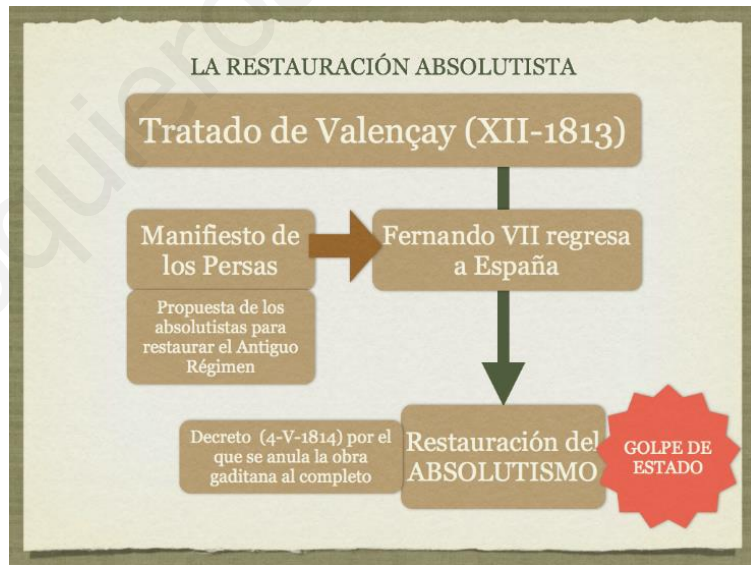 LA RESTAURACIÓN ABSOLUTISTA
Tratado de Valençay (XII-1813)
Manifiesto de
los Persas
Fernando VII regresa
a España
Propuesta de los
absolutistas para
restaurar el Antiguo
Régimen
Decreto (4-V-1814) por el
que se anula la obra
gaditana al completo
Restauración del
ABSOLUTISMO
GOLPE DE
ESTADO